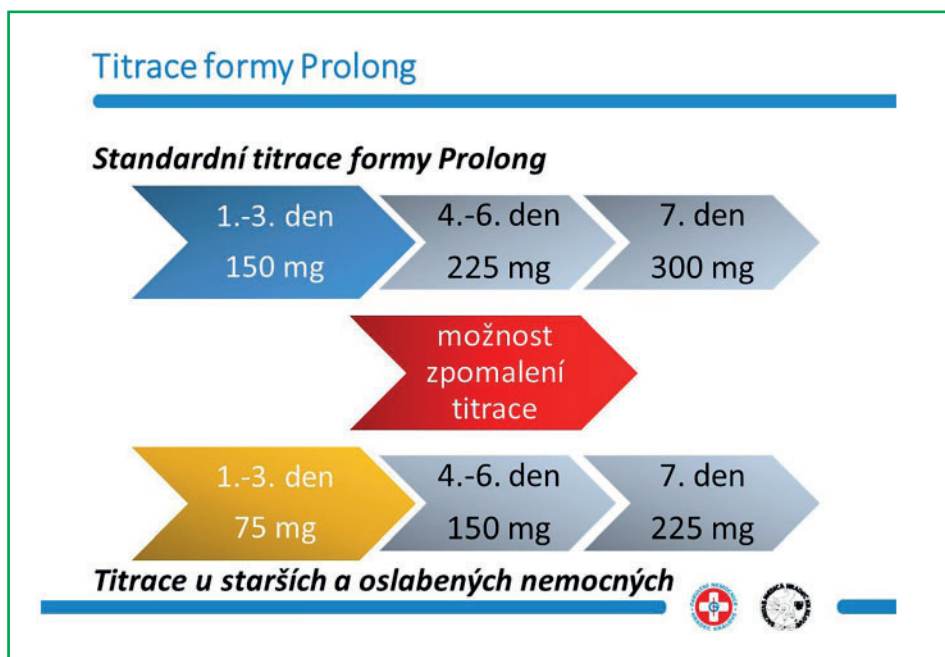 Titrace formy Prolong
Standardní titrace formy Prolong
1.-3. den
150 mg
4.-6. den
225 mg
7. den
300 mg
možnost
zpomalení
titrace
1.-3. den
75 mg
4.-6. den
150 mg
7. den
225 mg
Titrace u starších a oslabených nemocných